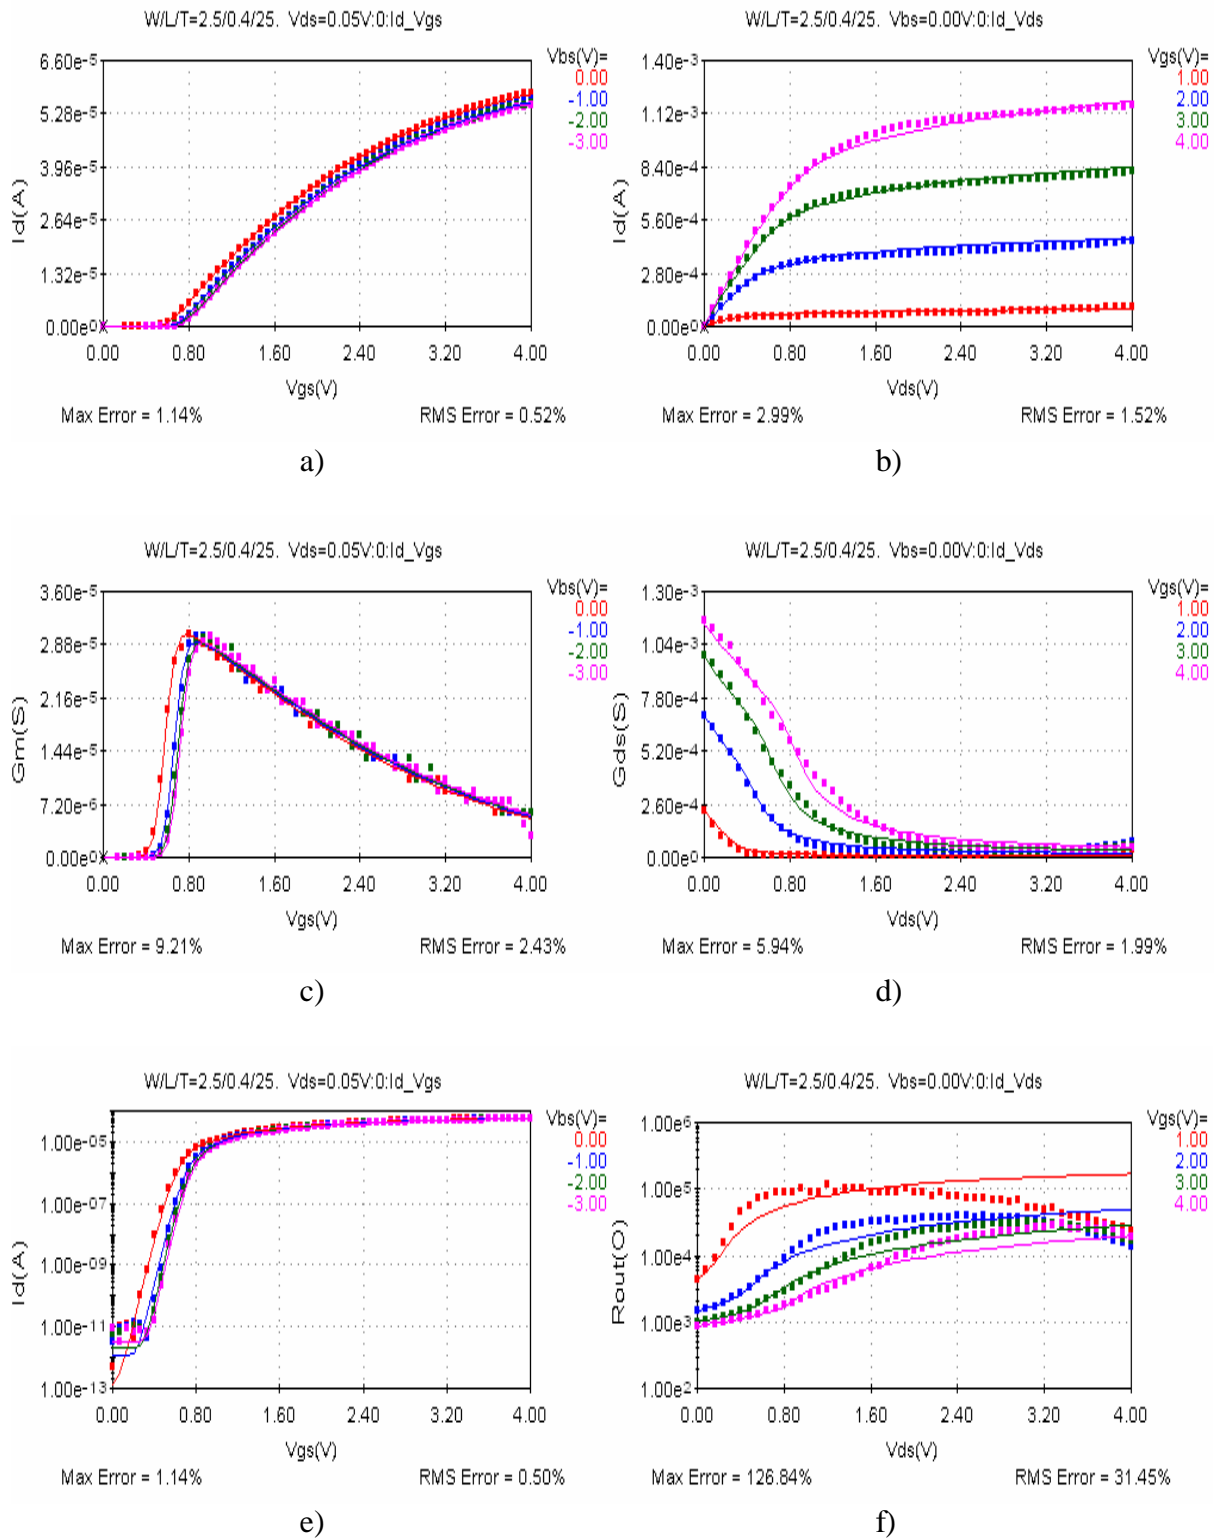 W/L/T=2.5/0.4/25. Vds=0.05V:0:Id_Vgs
6.60e-5
5.28e-5
3.96e-5
2.64e-5
1.32e-5
0.00e0
Id(A)
0.00 0.80 1.60 2.40 3.20 4.00
Vgs(V)
Vbs(V)=
0.00
-1.00
-2.00
-3.00
Max Error = 1.14% RMS Error = 0.52%
a)
W/L/T=2.5/0.4/25. Vbs=0.00V:0:Id_Vds
1.40e-3
1.12e-3
8.40e-4
5.60e-4
2.80e-4
0.00e0
Id(A)
0.00 0.80 1.60 2.40 3.20 4.00
Vds(V)
Vgs(V)=
1.00
2.00
3.00
4.00
Max Error = 2.99% RMS Error = 1.52%
b)
W/L/T=2.5/0.4/25. Vds=0.05V:0:Id_Vgs
3.60e-5
2.88e-5
2.16e-5
1.44e-5
7.20e-6
0.00e0
Gm(S)
0.00 0.80 1.60 2.40 3.20 4.00
Vgs(V)
Vbs(V)=
0.00
-1.00
-2.00
-3.00
Max Error = 9.21% RMS Error = 2.43%
c)
W/L/T=2.5/0.4/25. Vbs=0.00V:0:Id_Vds
1.30e-3
1.04e-3
7.80e-4
5.20e-4
2.60e-4
0.00e0
Gds(S)
0.00 0.80 1.60 2.40 3.20 4.00
Vds(V)
Vgs(V)=
1.00
2.00
3.00
4.00
Max Error = 5.94% RMS Error = 1.99%
d)
W/L/T=2.5/0.4/25. Vds=0.05V:0:Id_Vgs
1.00e-05
1.00e-07
1.00e-09
1.00e-11
1.00e-13
Id(A)
0.00 0.80 1.60 2.40 3.20 4.00
Vgs(V)
Vbs(V)=
0.00
-1.00
-2.00
-3.00
Max Error = 1.14% RMS Error = 0.50%
e)
W/L/T=2.5/0.4/25. Vbs=0.00V:0:Id_Vds
1.00e6
1.00e5
1.00e4
1.00e3
1.00e2
Rout(O)
0.00 0.80 1.60 2.40 3.20 4.00
Vds(V)
Vgs(V)=
1.00
2.00
3.00
4.00
Max Error = 126.84% RMS Error = 31.45%
f)